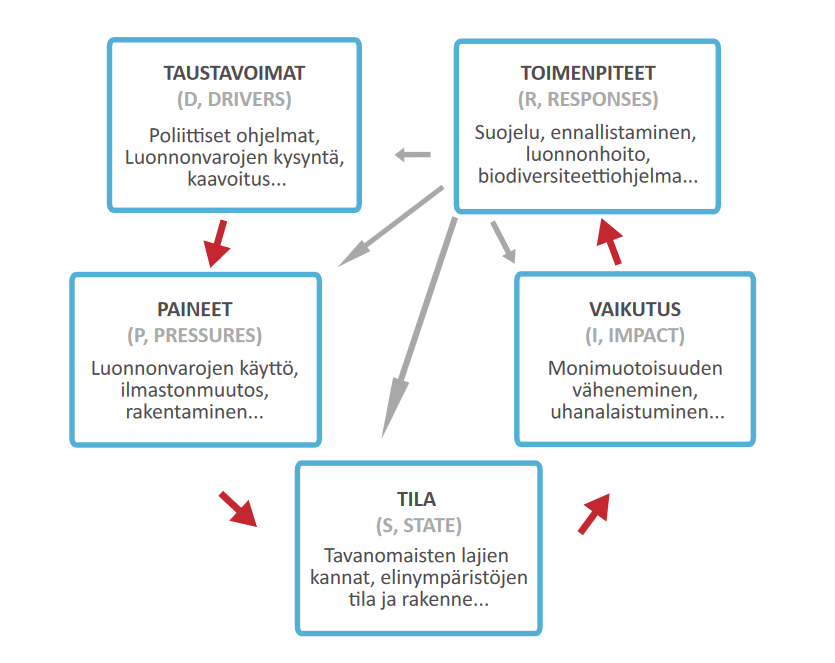 TAUSTAVOIMAT
(D, DRIVERS)
Poliittiset ohjelmat,
Luonnonvarojen kysyntä,
kaavoitus...
TOIMENPITEET
(R, RESPONSES)
Suojelu, ennallistaminen,
luonnonhoito,
biodiversiteettiohjelma...
PAINEET
(P, PRESSURES)
Luonnonvarojen käyttö,
ilmastonmuutos,
rakentaminen...
VAIKUTUS
(I, IMPACT)
Monimuotoisuuden
väheneminen,
uhanalaistuminen...
TILA
(S, STATE)
Tavanomaisten lajien
kannat, elinympäristöjen
tila ja rakenne...